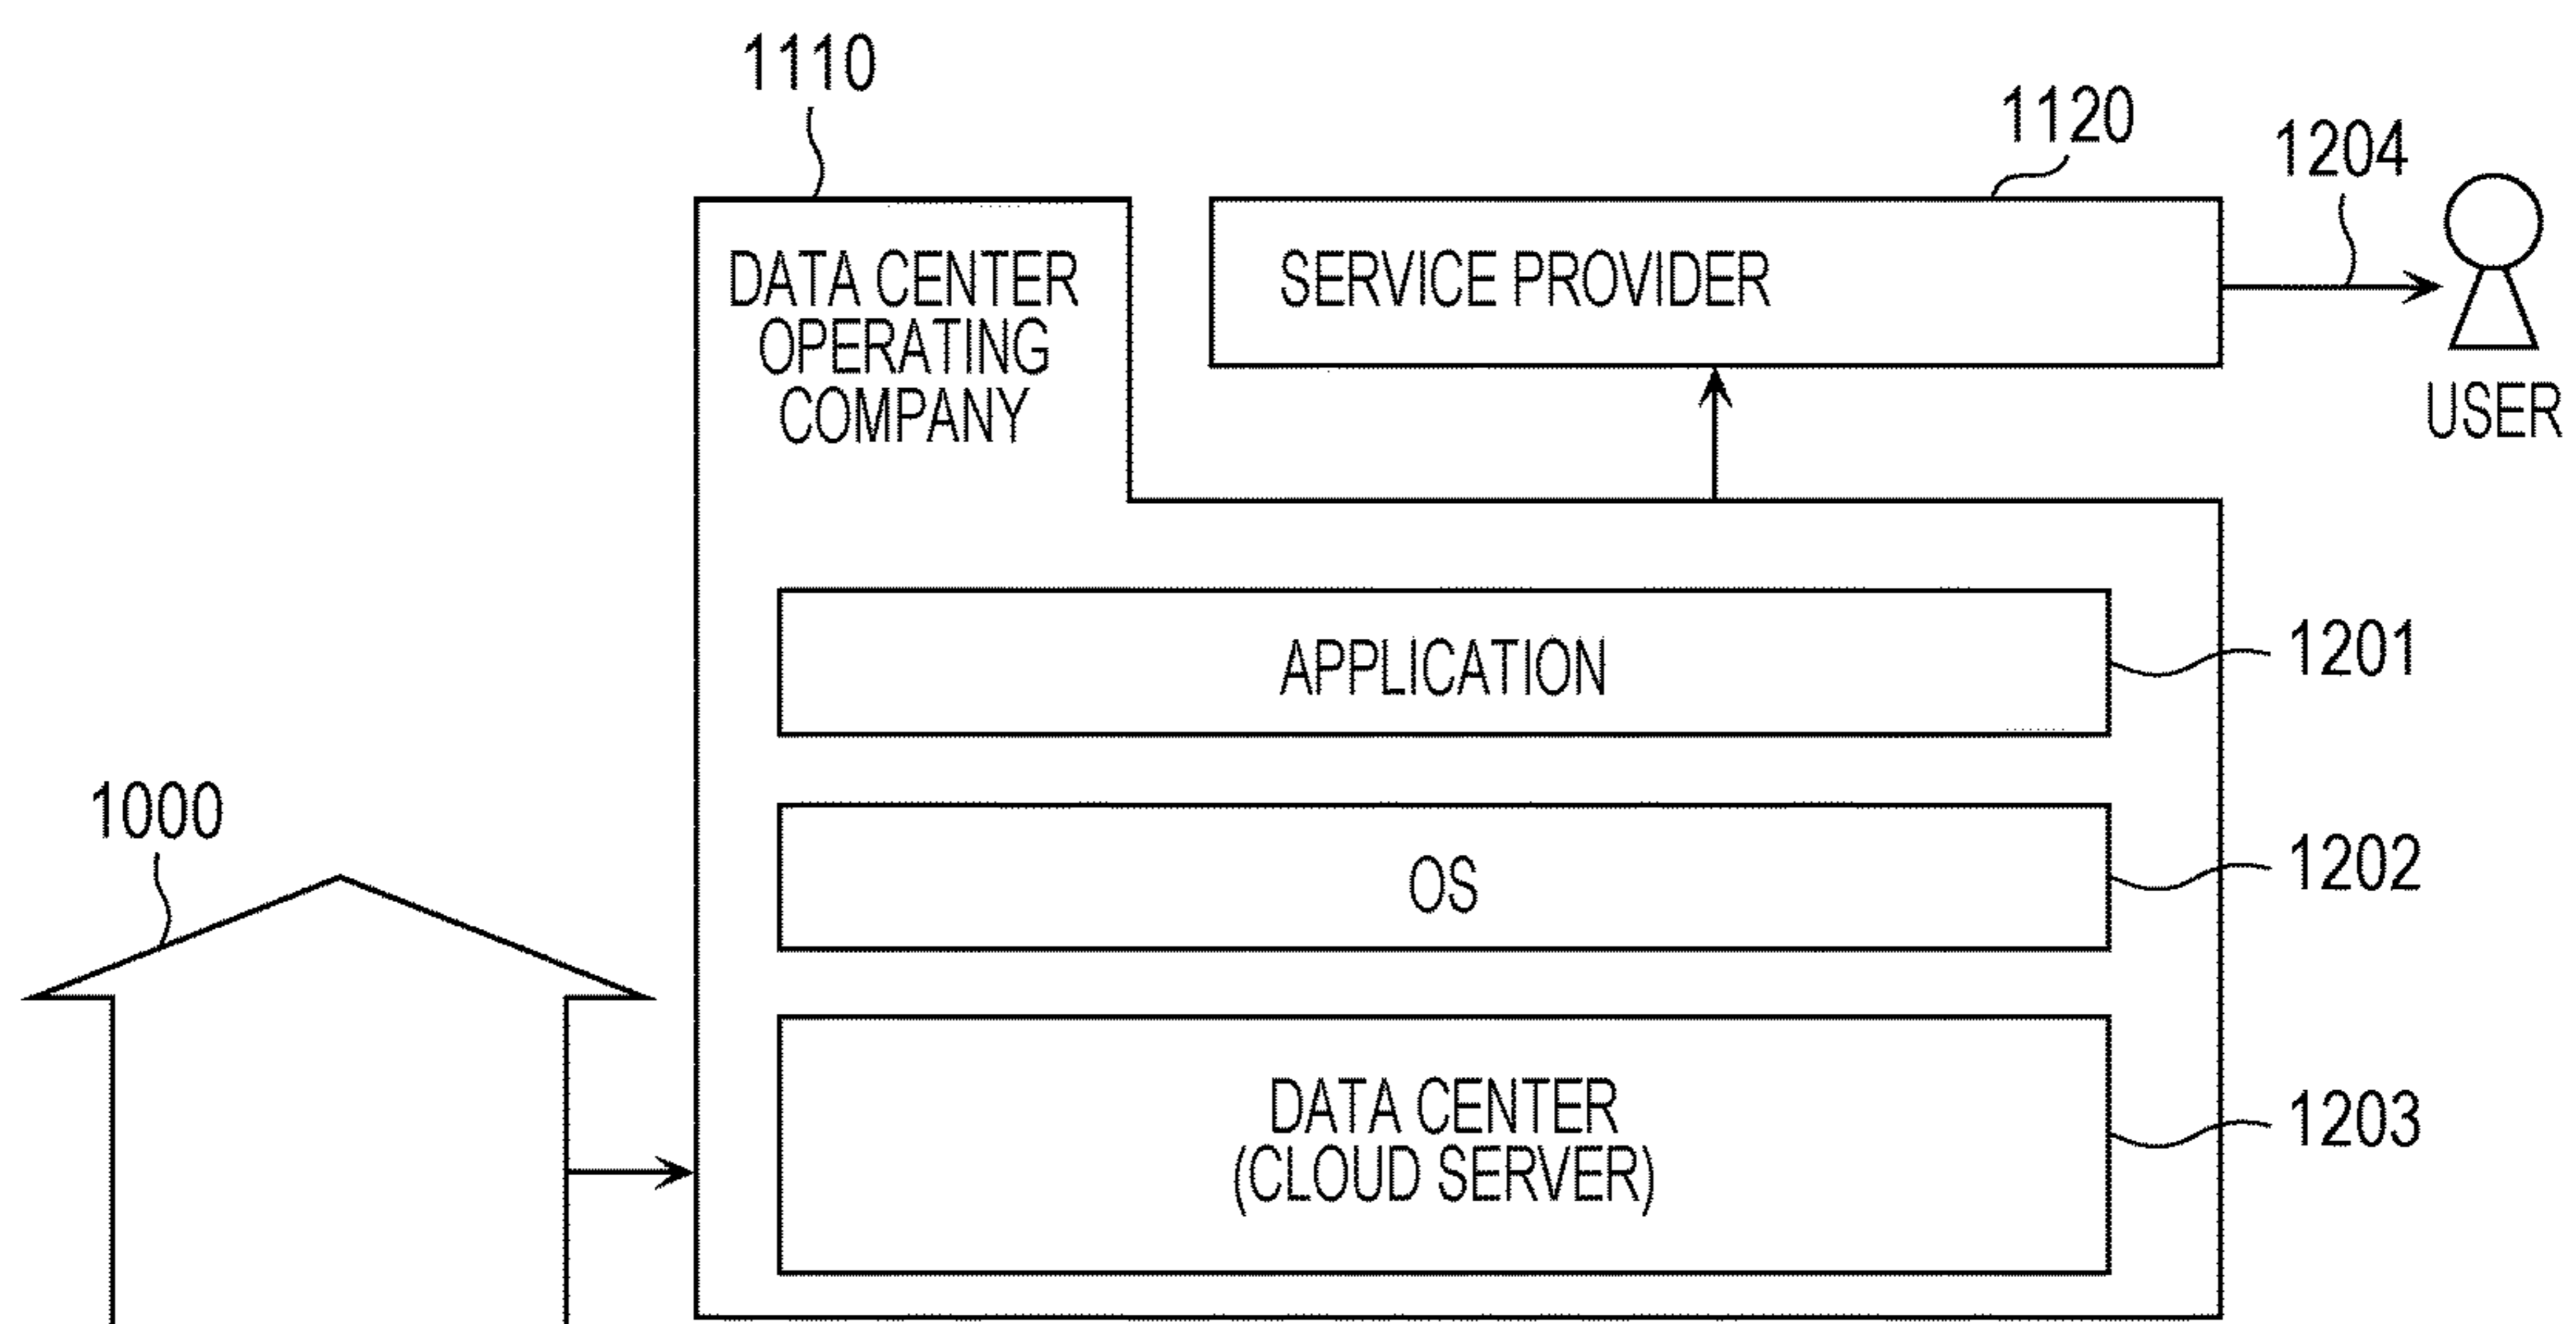 1110
1120
1204
DATA CENTER
OPERATING
COMPANY
SERVICE PROVIDER
USER
APPLICATION
1201
1000
OS
1202
DATA CENTER
(CLOUD SERVER)
1203